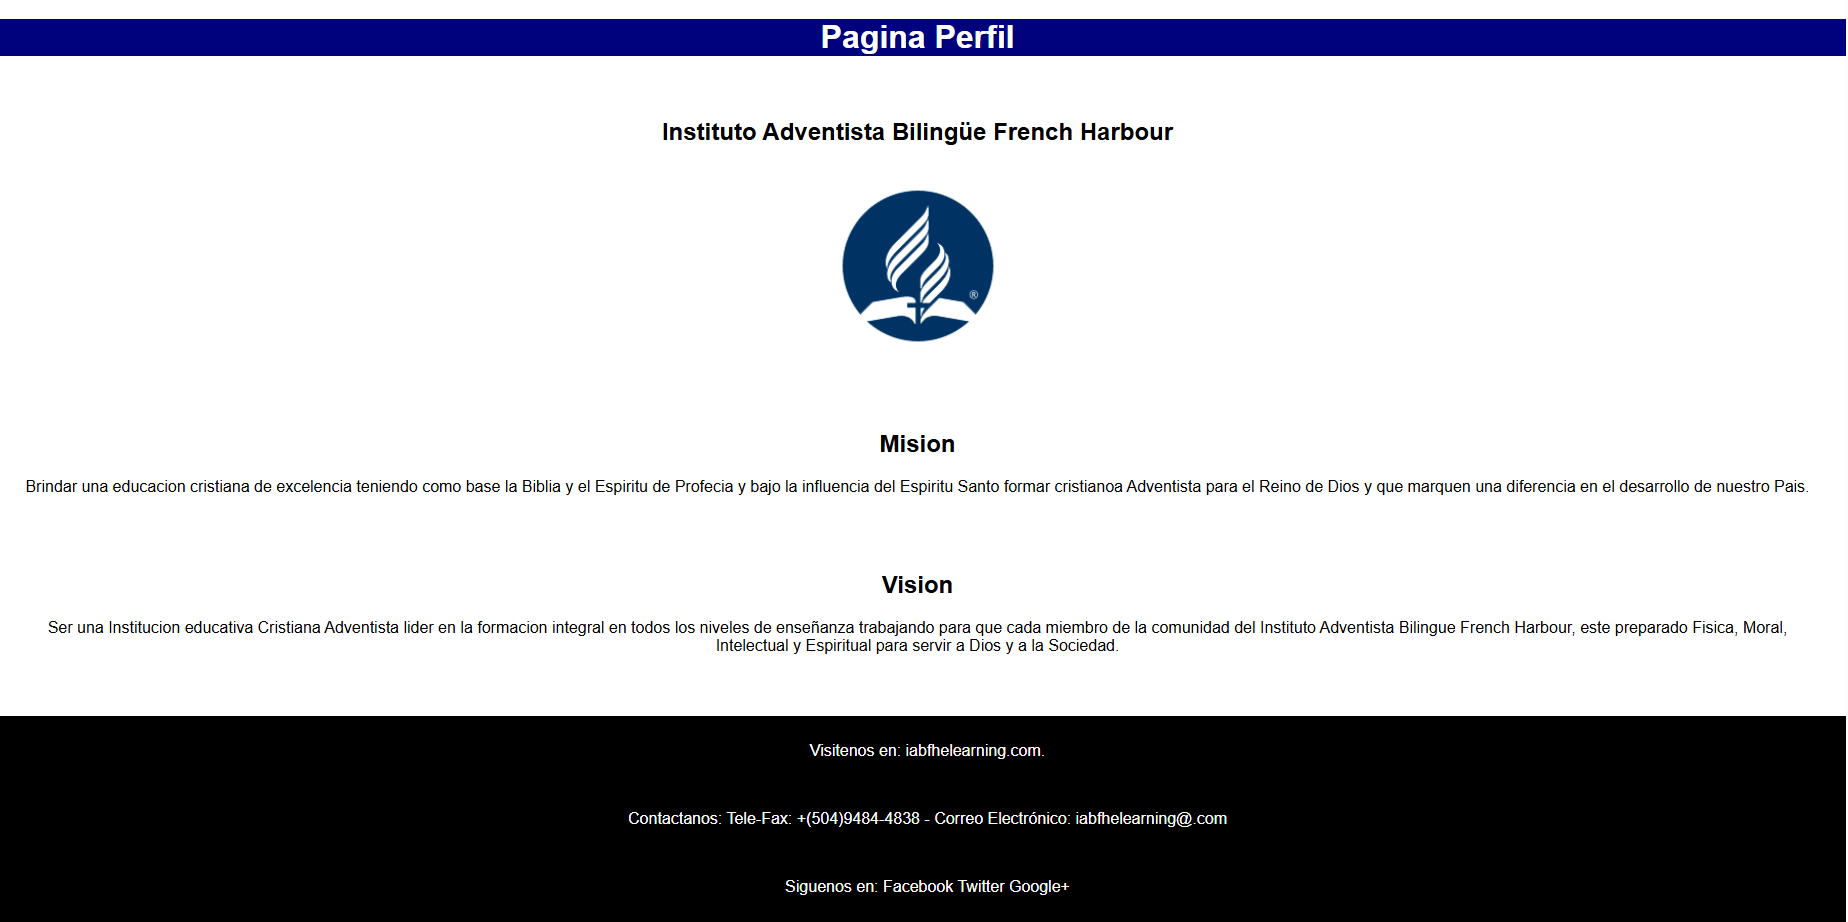 Pagina Perfil
Instituto Adventista Bilingüe French Harbour
®
Mision
Brindar una educacion cristiana de excelencia teniendo como base la Biblia y el Espiritu de Profecia y bajo la influencia del Espiritu Santo formar cristianoa Adventista para el Reino de Dios y que marquen una diferencia en el desarrollo de nuestro Pais.
Vision
Ser una Institucion educativa Cristiana Adventista lider en la formacion integral en todos los niveles de enseñanza trabajando para que cada miembro de la comunidad del Instituto Adventista Bilingue French Harbour, este preparado Fisica, Moral,
Intelectual y Espiritual para servir a Dios y a la Sociedad.
Visitenos en: iabfhelearning.com.
Contactanos: Tele-Fax: +(504)9484-4838 - Correo Electrónico: iabfhelearning@.com
Siguenos en: Facebook Twitter Google+